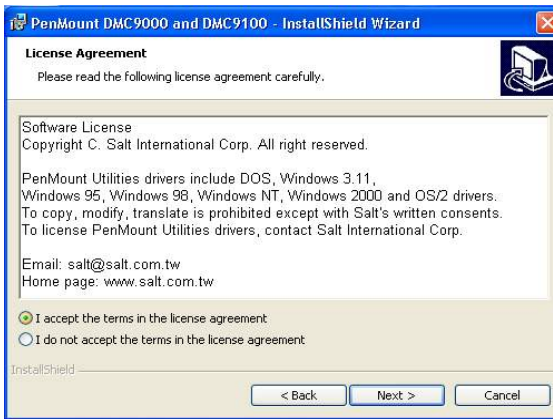 PenMount DMC9000 and DMC9100 - InstallShield Wizard
License Agreement
Please read the following license agreement carefully.
Software License
Copyright C. Salt International Corp. All right reserved.
PenMount Utilities drivers include DOS, Windows 3.11,
Windows 95, Windows 98, Windows NT, Windows 2000 and OS/2 drivers.
To copy, modify, translate is prohibited except with Salt's written consents.
To license PenMount Utilities drivers, contact Salt International Corp.
Email: salt@salt.com.tw
Home page: www.salt.com.tw
I accept the terms in the license agreement
I do not accept the terms in the license agreement
InstallShield
< Back
Next >
Cancel